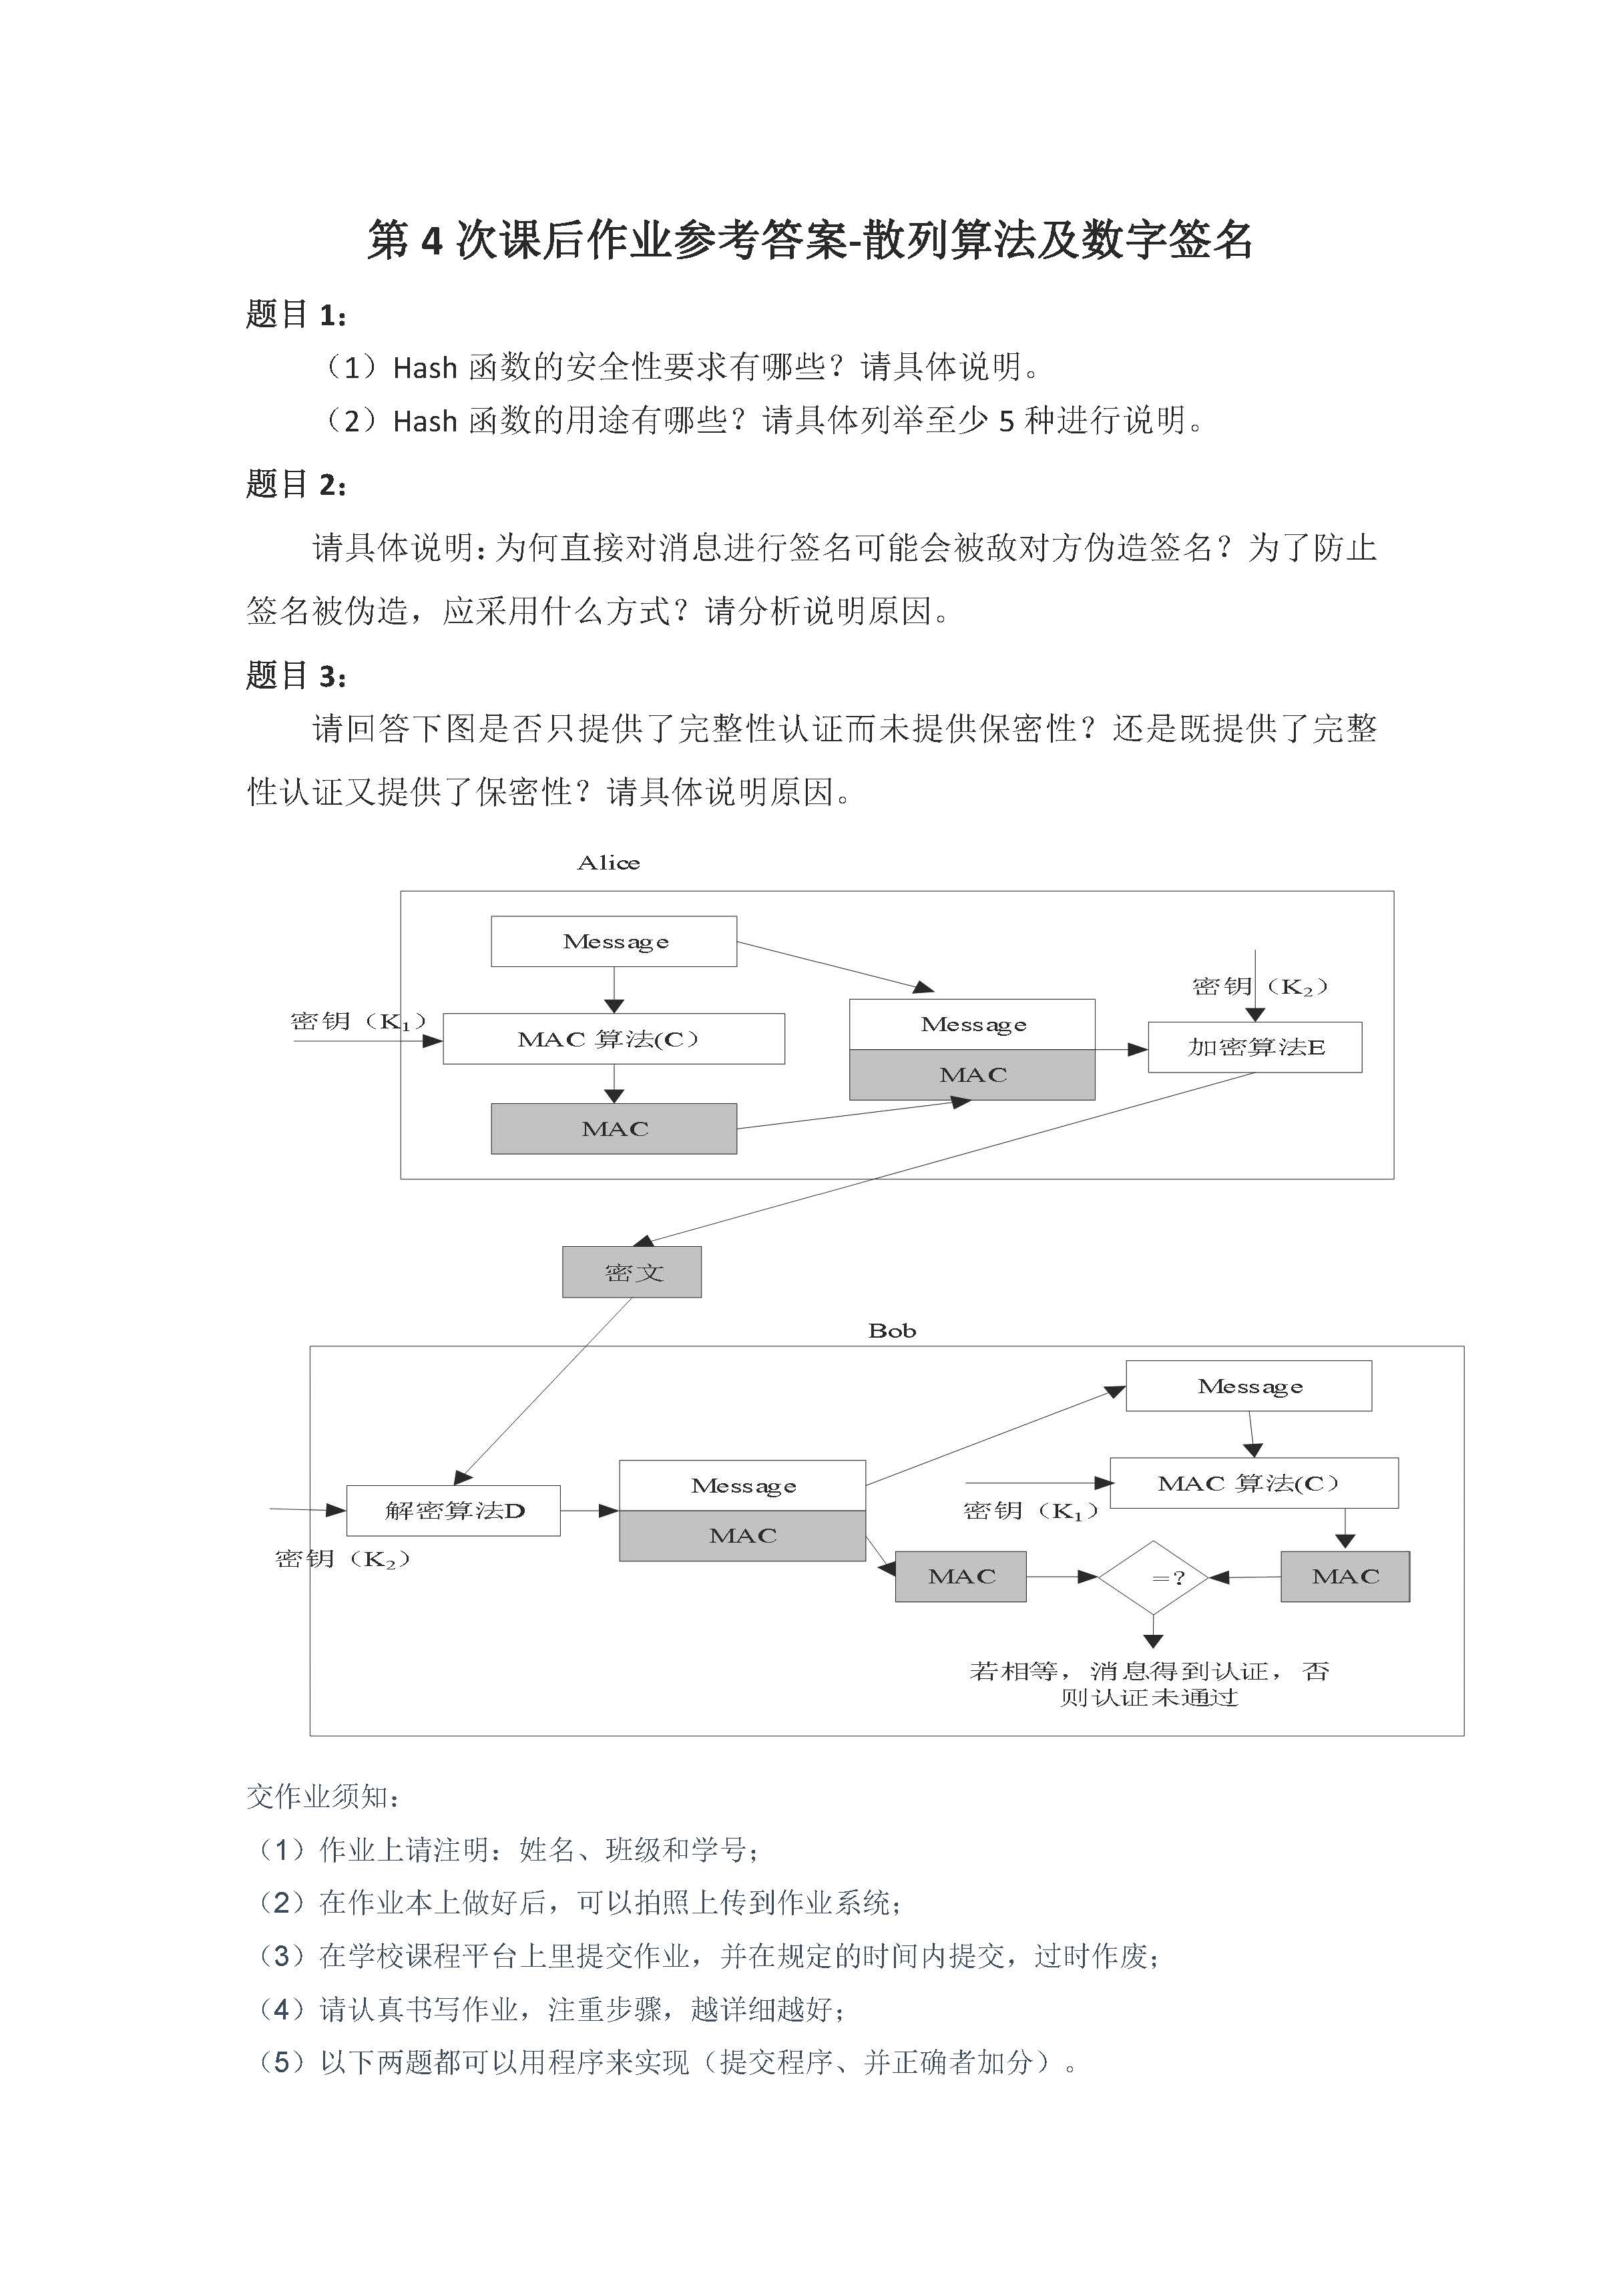 第 4 次课后作业参考答案-散列算法及数字签名
题目 1：
（1）Hash 函数的安全性要求有哪些？请具体说明。
（2）Hash 函数的用途有哪些？请具体列举至少 5 种进行说明。
题目 2：
请具体说明：为何直接对消息进行签名可能会被敌对方伪造签名？为了防止
签名被伪造，应采用什么方式？请分析说明原因。
题目 3：
请回答下图是否只提供了完整性认证而未提供保密性？还是既提供了完整
性认证又提供了保密性？请具体说明原因。
Alice
Message
密钥（K₂）
密钥（K₁）
Message
MAC 算法(C）
加密算法E
MAC
MAC
密文
Bob
Message
Message
MAC 算法(C）
密钥（K₁）
解密算法D
MAC
密钥（K₂）
MAC
=?
MAC
若相等，消息得到认证，否
则认证未通过
交作业须知：
（1）作业上请注明：姓名、班级和学号；
（2）在作业本上做好后，可以拍照上传到作业系统；
（3）在学校课程平台上里提交作业，并在规定的时间内提交，过时作废；
（4）请认真书写作业，注重步骤，越详细越好；
（5）以下两题都可以用程序来实现（提交程序、并正确者加分）。